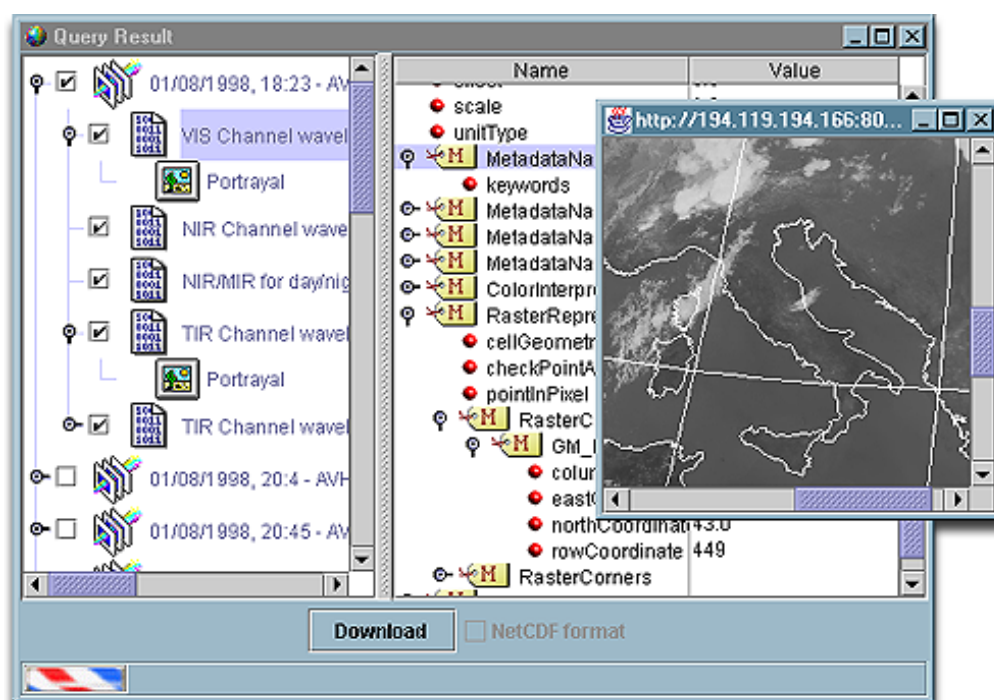 Query Result
01/08/1998, 18:23 - AV
VIS Channel wavel
Portrayal
NIR Channel wave
NIR/MIR for day/nig
TIR Channel wavel
Portrayal
TIR Channel wavel
01/08/1998, 20:4 - AVH
01/08/1998, 20:45 - AV
Name Value
scale
unitType
MetadataNa
keywords
MetadataNa
MetadataNa
MetadataNa
ColorInterpr
RasterRepre
cellGeometr
checkPointA
pointInPixel
RasterC
GM_
colur
east
northCoordinat 43.0
rowCoordinate 449
RasterCorners
http://194.119.194.166:80...
Download
NetCDF format